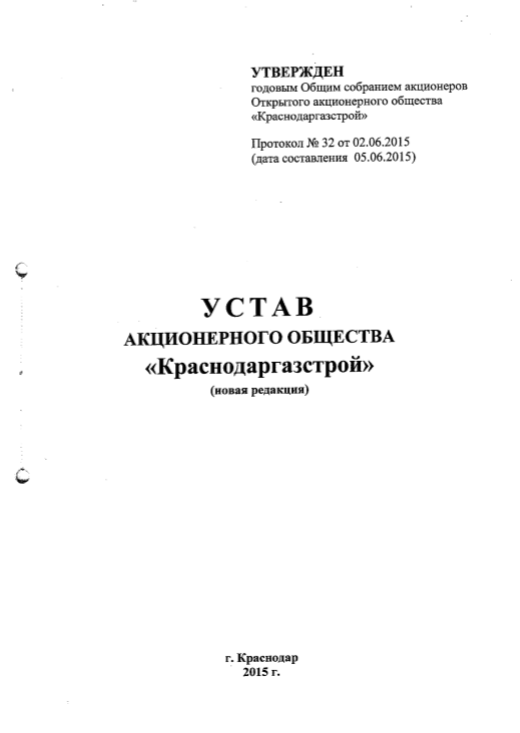 УТВЕРЖДЕН
годовым Общим собранием акционеров
Открытого акционерного общества
«Краснодаргазстрой»
Протокол № 32 от 02.06.2015
(дата составления 05.06.2015)
УСТАВ
АКЦИОНЕРНОГО ОБЩЕСТВА
«Краснодаргазстрой»
(новая редакция)
г. Краснодар
2015 г.